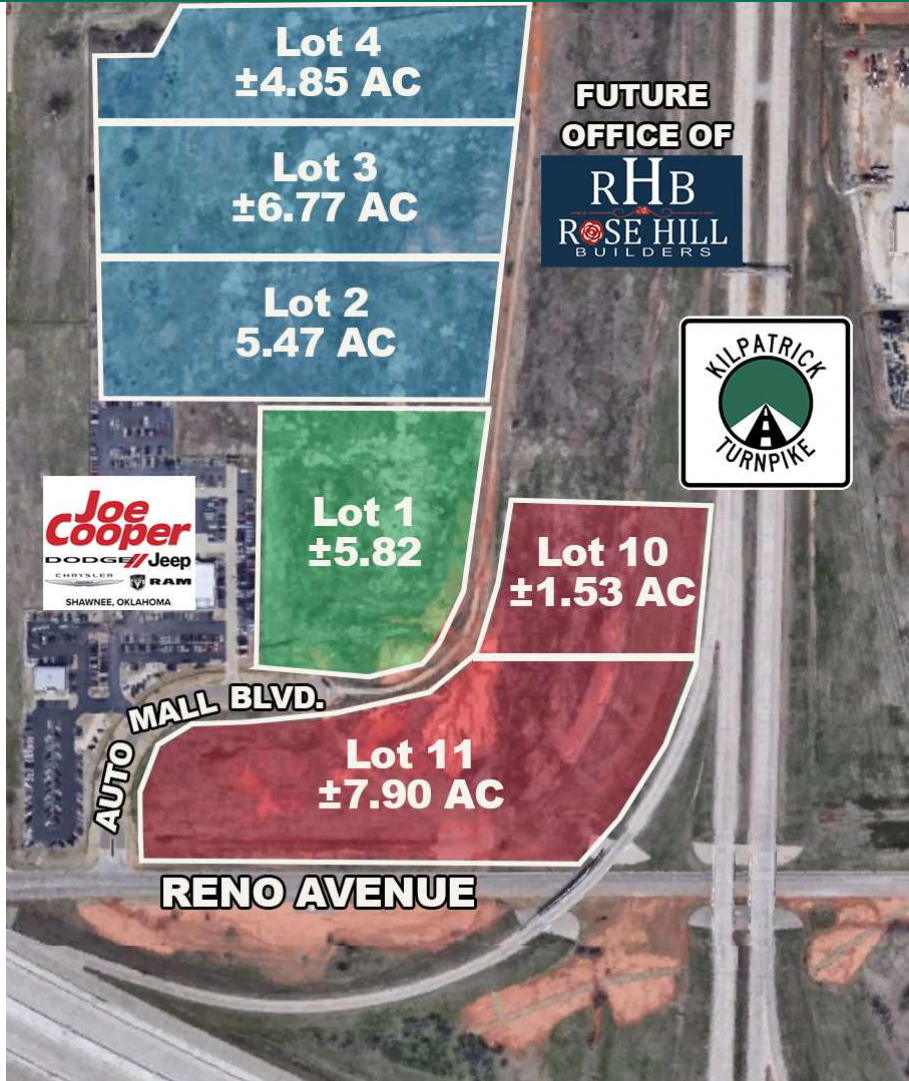 Lot 4
±4.85 AC
FUTURE
OFFICE OF
RHB
ROSE HILL
BUILDERS
Lot 3
±6.77 AC
Lot 2
5.47 AC
KILPATRICK
TURNPIKE
Joe
Cooper
DODGE// Jeep
CHRYSLER
RAM
SHAWNEE, OKLAHOMA
Lot 1
±5.82
Lot 10
±1.53 AC
AUTO MALL BLVD.
Lot 11
±7.90 AC
RENO AVENUE